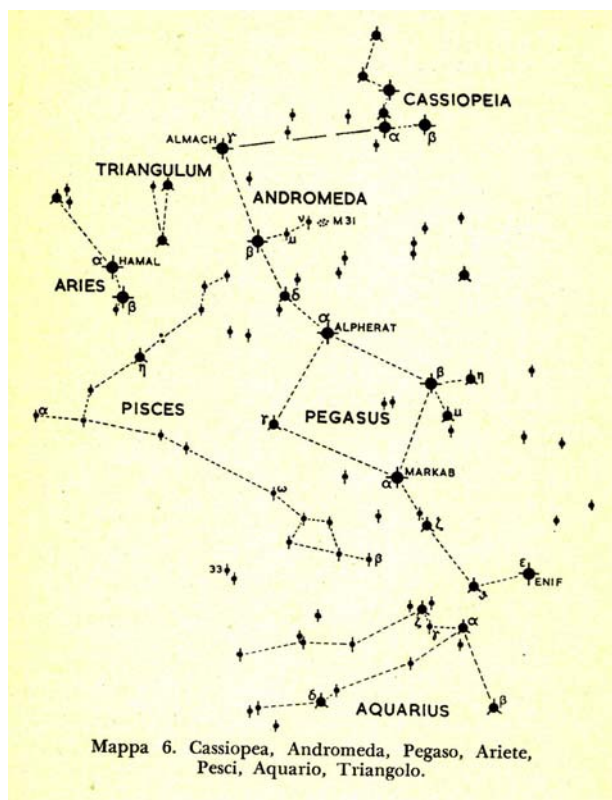 CASSIOPEIA
α
β
ALMACH γ
TRIANGULUM
ANDROMEDA
ν
M31
μ
β
α
HAMAL
ARIES
β
δ
α
ALPHERAT
η
β
η
α
PISCES
γ
PEGASUS
μ
MARKAB
α
ω
ζ
β
33
ε
ENIF
ϑ
ζ
γ
α
δ
AQUARIUS
β
Mappa 6. Cassiopea, Andromeda, Pegaso, Ariete,
Pesci, Aquario, Triangolo.